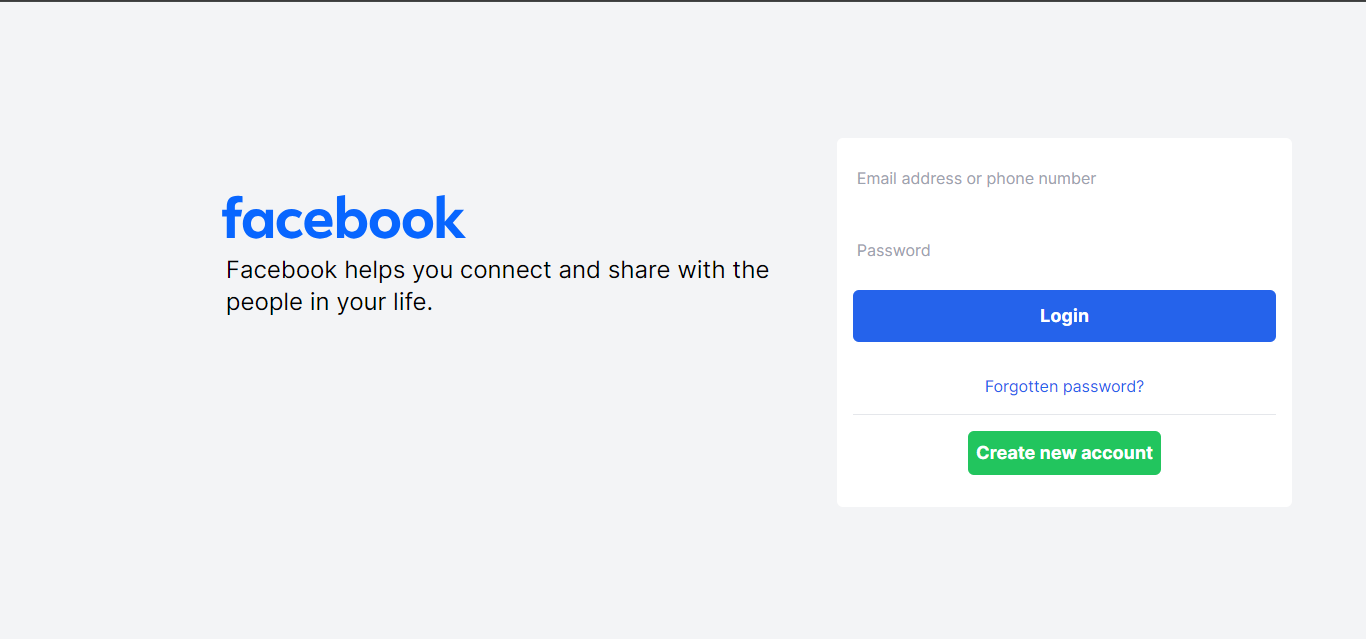 facebook
Facebook helps you connect and share with the
people in your life.
Email address or phone number
Password
Login
Forgotten password?
Create new account